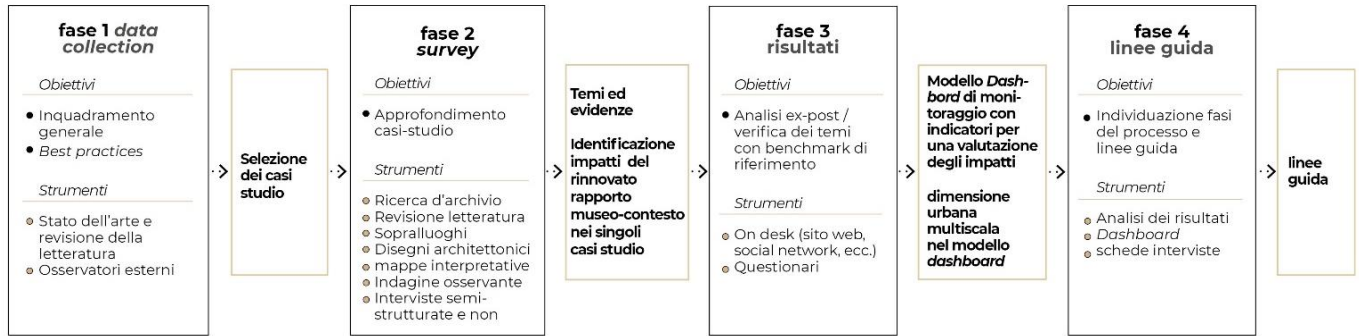 fase 1 data
collection
Obiettivi
Inquadramento
generale
Best practices
Strumenti
Stato dell'arte e
revisione della
letteratura
Osservatori esterni
Selezione
dei casi
studio
fase 2
survey
Obiettivi
Approfondimento
casi-studio
Strumenti
Ricerca d'archivio
Revisione letteratura
Sopralluoghi
Disegni architettonici
mappe interpretative
Indagine osservante
Interviste semi-
strutturate e non
Temi ed
evidenze
Identificazione
impatti del
rinnovato
rapporto
museo-contesto
nei singoli
casi studio
fase 3
risultati
Obiettivi
Analisi ex-post /
verifica dei temi
con benchmark di
riferimento
Strumenti
On desk (sito web,
social network, ecc.)
Questionari
Modello Dash-
bord di moni-
toraggio con
indicatori per
una valutazione
degli impatti
dimensione
urbana
multiscala
nel modello
dashboard
fase 4
linee guida
Obiettivi
Individuazione fasi
del processo e
linee guida
Strumenti
Analisi dei risultati
Dashboard
schede interviste
linee
guida